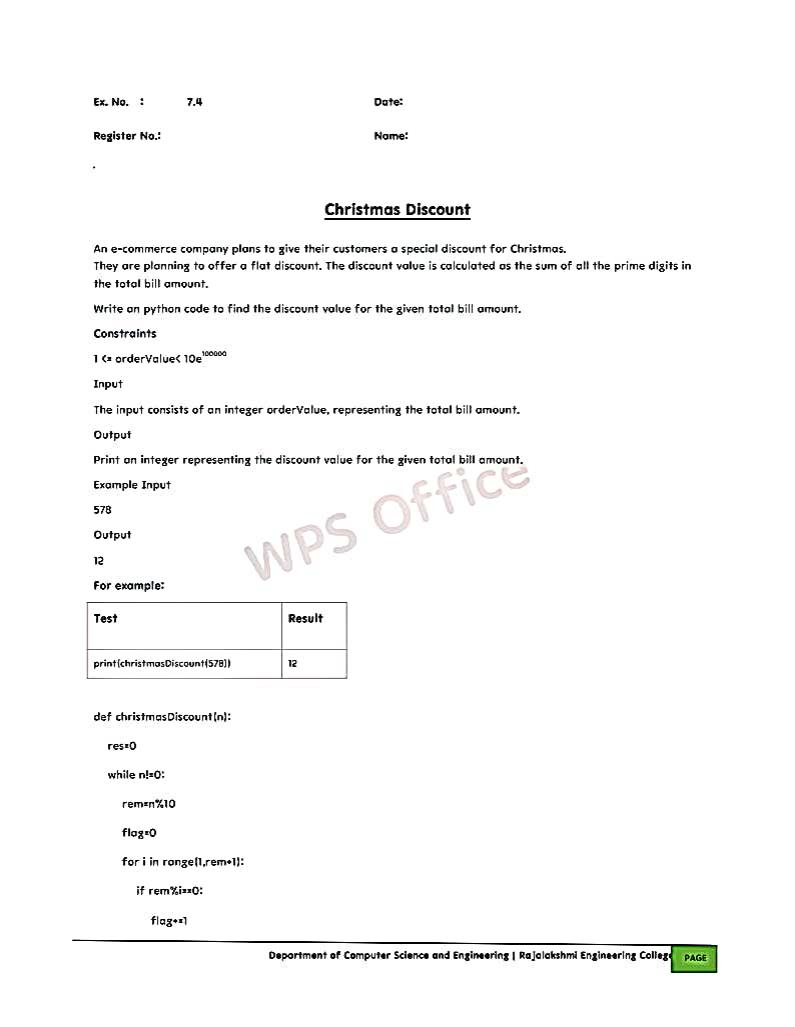 Ex. No. : 7.4 Date:
Register No.: Name:
.
Christmas Discount
An e-commerce company plans to give their customers a special discount for Christmas.
They are planning to offer a flat discount. The discount value is calculated as the sum of all the prime digits in
the total bill amount.
Write an python code to find the discount value for the given total bill amount.
Constraints
1 <= orderValue< 10e^100000
Input
The input consists of an integer orderValue, representing the total bill amount.
Output
Print an integer representing the discount value for the given total bill amount.
Example Input
578
Output
12
WPS Office
For example:
Test Result
print(christmasDiscount(578)) 12
def christmasDiscount(n):
res=0
while n!=0:
rem=n%10
flag=0
for i in range(1,rem+1):
if rem%i==0:
flag+=1
Department of Computer Science and Engineering | Rajalakshmi Engineering College PAGE